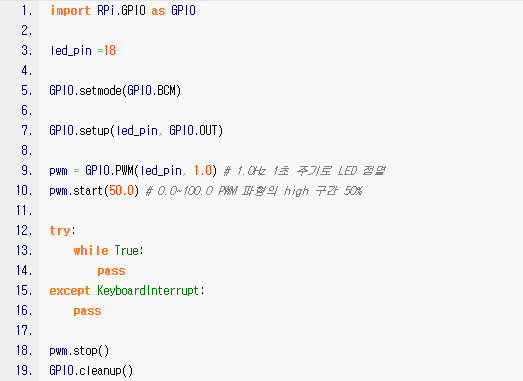 1. import RPi.GPIO as GPIO
2.
3. led_pin =18
4.
5. GPIO.setmode(GPIO.BCM)
6.
7. GPIO.setup(led_pin, GPIO.OUT)
8.
9. pwm = GPIO.PWM(led_pin, 1.0) # 1.0Hz 1초 주기로 LED 점멸
10. pwm.start(50.0) # 0.0~100.0 PWM 파형의 high 구간 50%
11.
12. try:
13.     while True:
14.         pass
15. except KeyboardInterrupt:
16.     pass
17.
18. pwm.stop()
19. GPIO.cleanup()